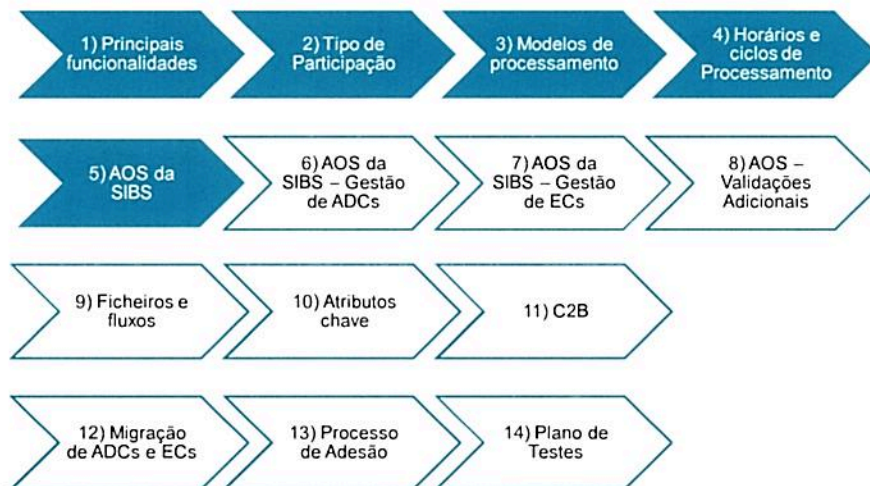 1) Principais
funcionalidades
2) Tipo de
Participação
3) Modelos de
processamento
4) Horários e
ciclos de
Processamento
5) AOS da
SIBS
6) AOS da
SIBS – Gestão
de ADCs
7) AOS da
SIBS – Gestão
de ECs
8) AOS –
Validações
Adicionais
9) Ficheiros e
fluxos
10) Atributos
chave
11) C2B
12) Migração
de ADCs e ECs
13) Processo
de Adesão
14) Plano de
Testes